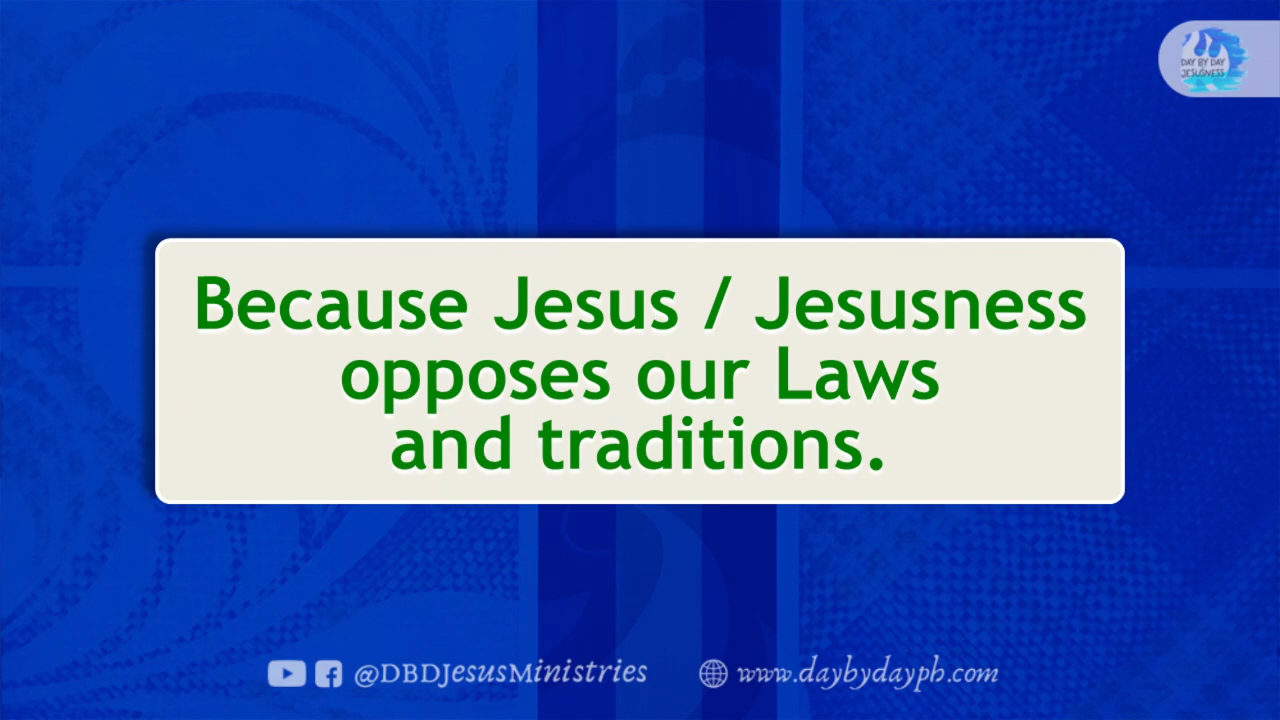 DAY BY DAY
JESUSNESS
Because Jesus / Jesusness
opposes our Laws
and traditions.
@DBDJesusMinistries
www.daybydayph.com